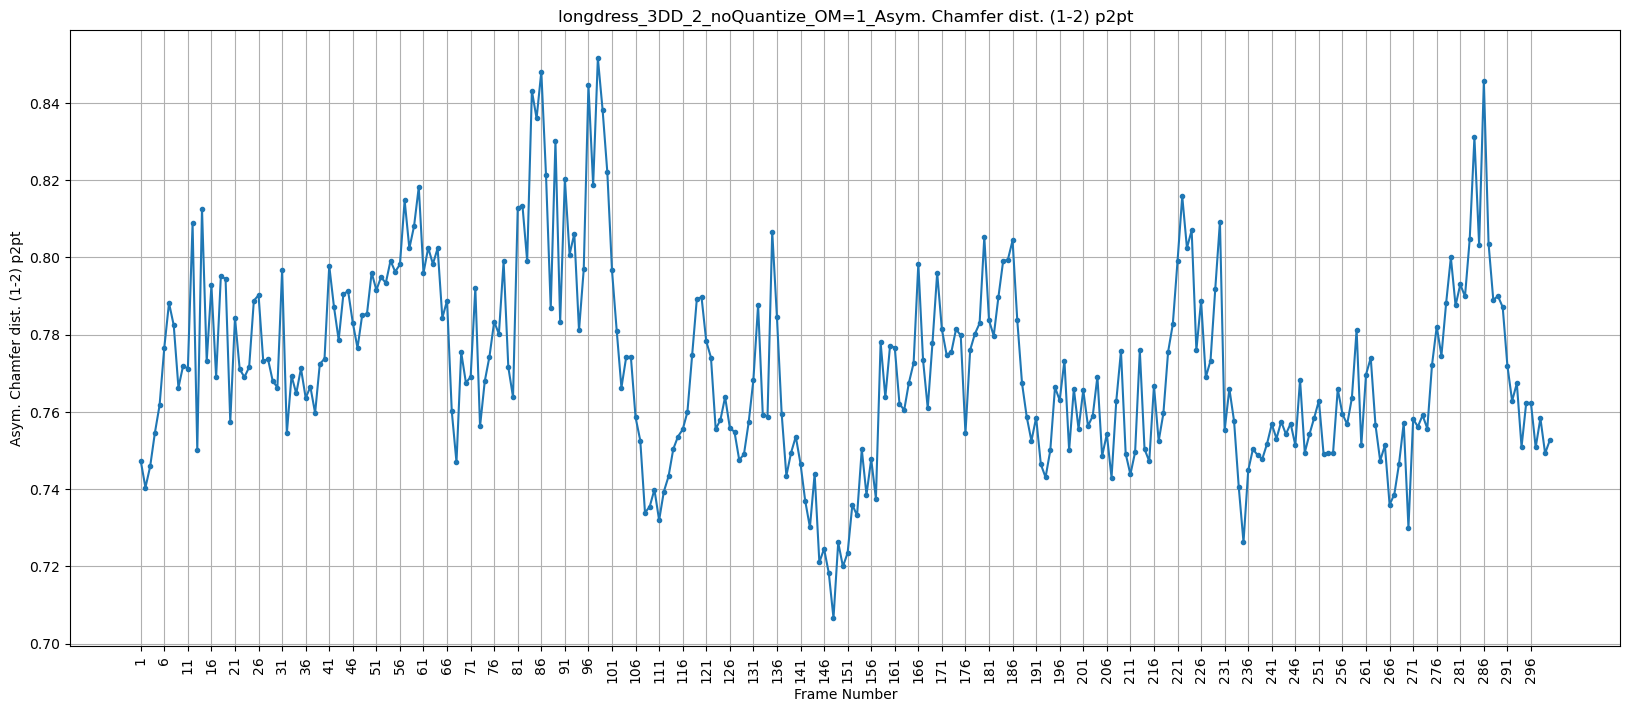 longdress_3DD_2_noQuantize_OM=1_Asym. Chamfer dist. (1-2) p2pt
Asym. Chamfer dist. (1-2) p2pt
0.84
0.82
0.80
0.78
0.76
0.74
0.72
0.70
1 6 11 16 21 26 31 36 41 46 51 56 61 66 71 76 81 86 91 96 101 106 111 116 121 126 131 136 141 146 151 156 161 166 171 176 181 186 191 196 201 206 211 216 221 226 231 236 241 246 251 256 261 266 271 276 281 286 291 296
Frame Number